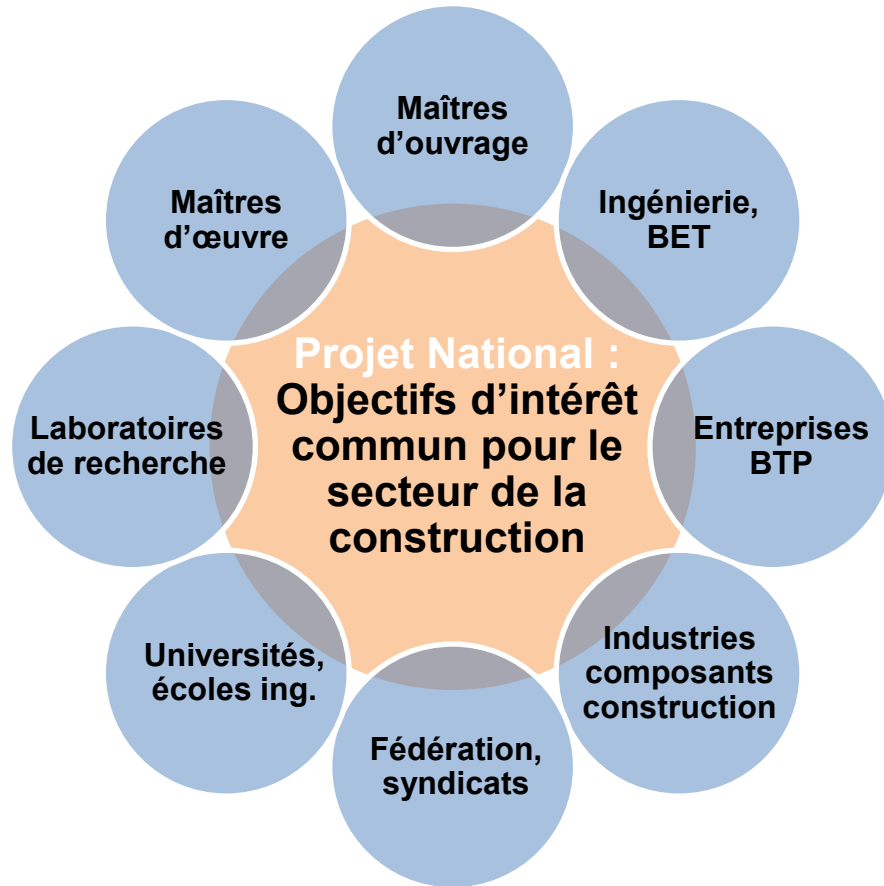 Maîtres
d’ouvrage
Ingénierie,
BET
Entreprises
BTP
Industries
composants
construction
Fédération,
syndicats
Universités,
écoles ing.
Laboratoires
de recherche
Maîtres
d’œuvre
Projet National :
Objectifs d’intérêt
commun pour le
secteur de la
construction